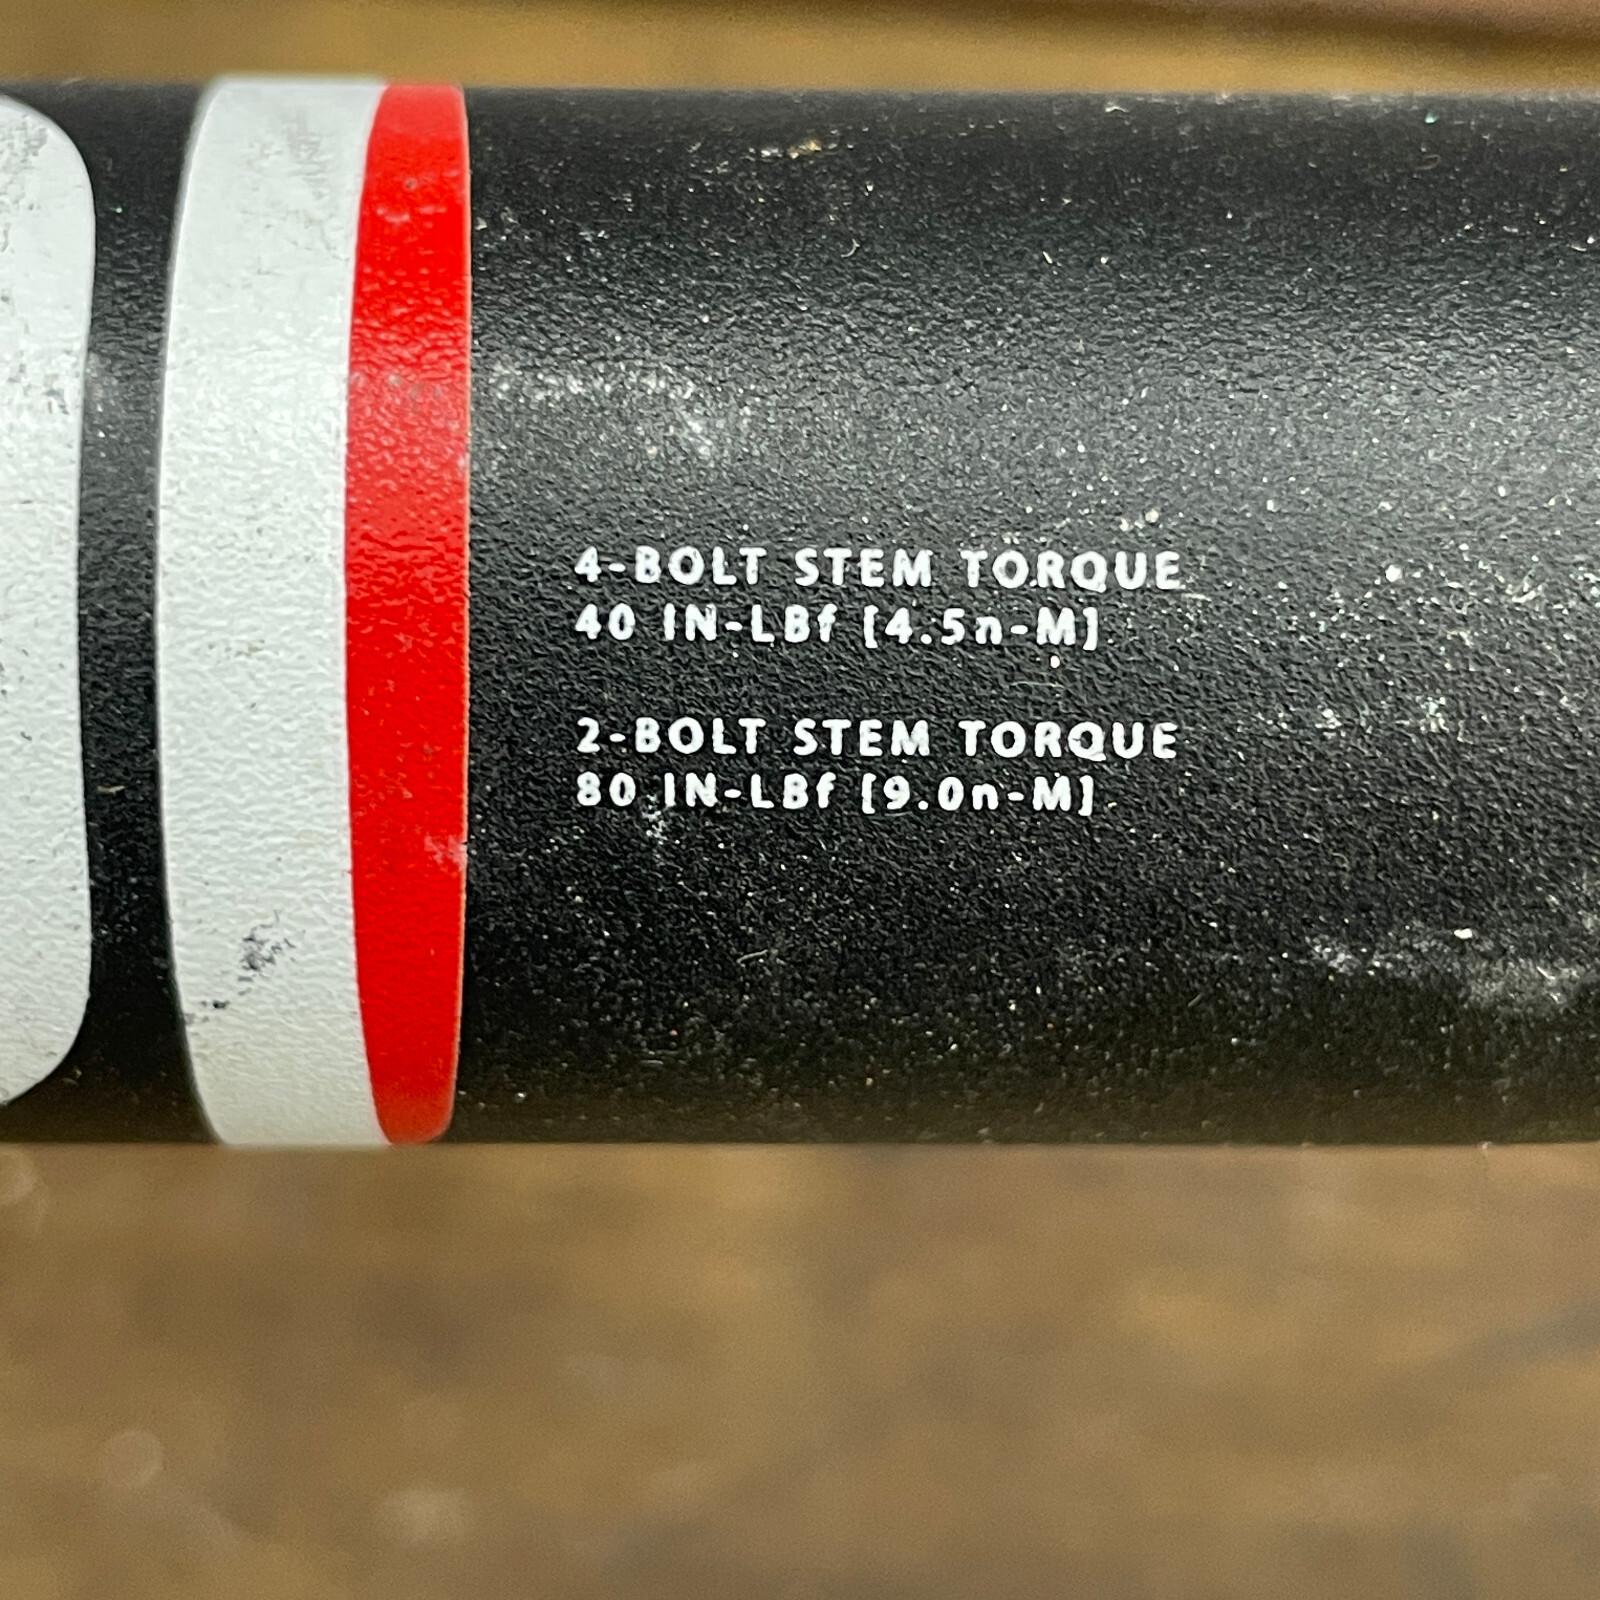 4-BOLT STEM TORQUE
40 IN-LBf [4.5n-M]
2-BOLT STEM TORQUE
80 IN-LBf [9.0n-M]